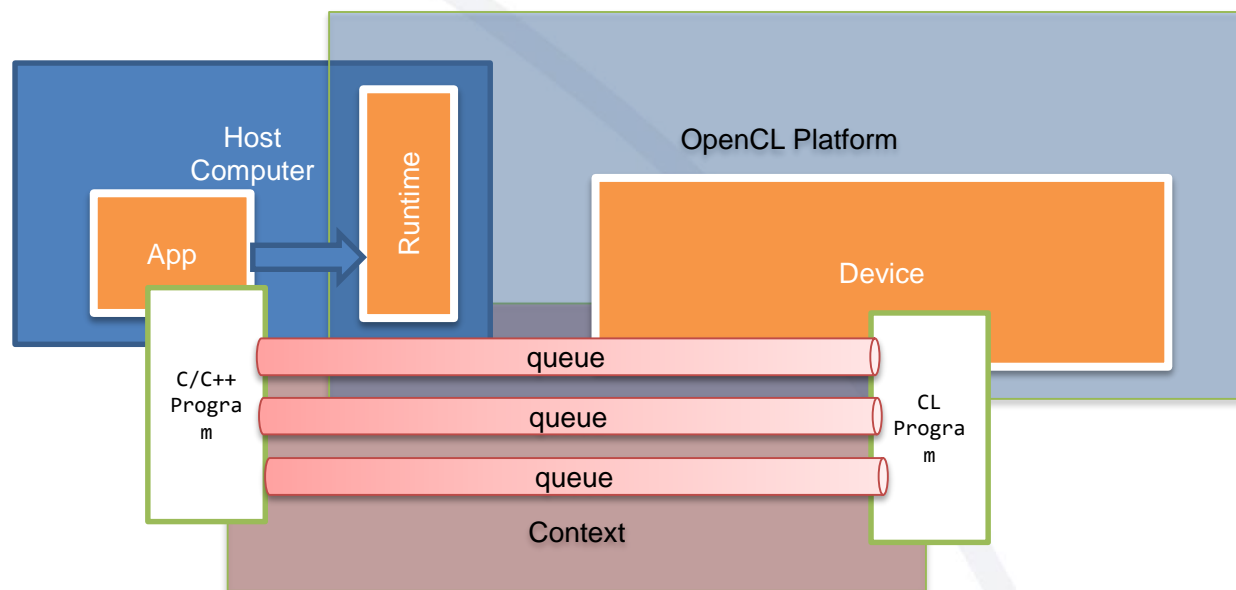 Host
Computer
Runtime
OpenCL Platform
App
Device
queue
C/C++
Progra
m
queue
CL
Progra
m
queue
Context